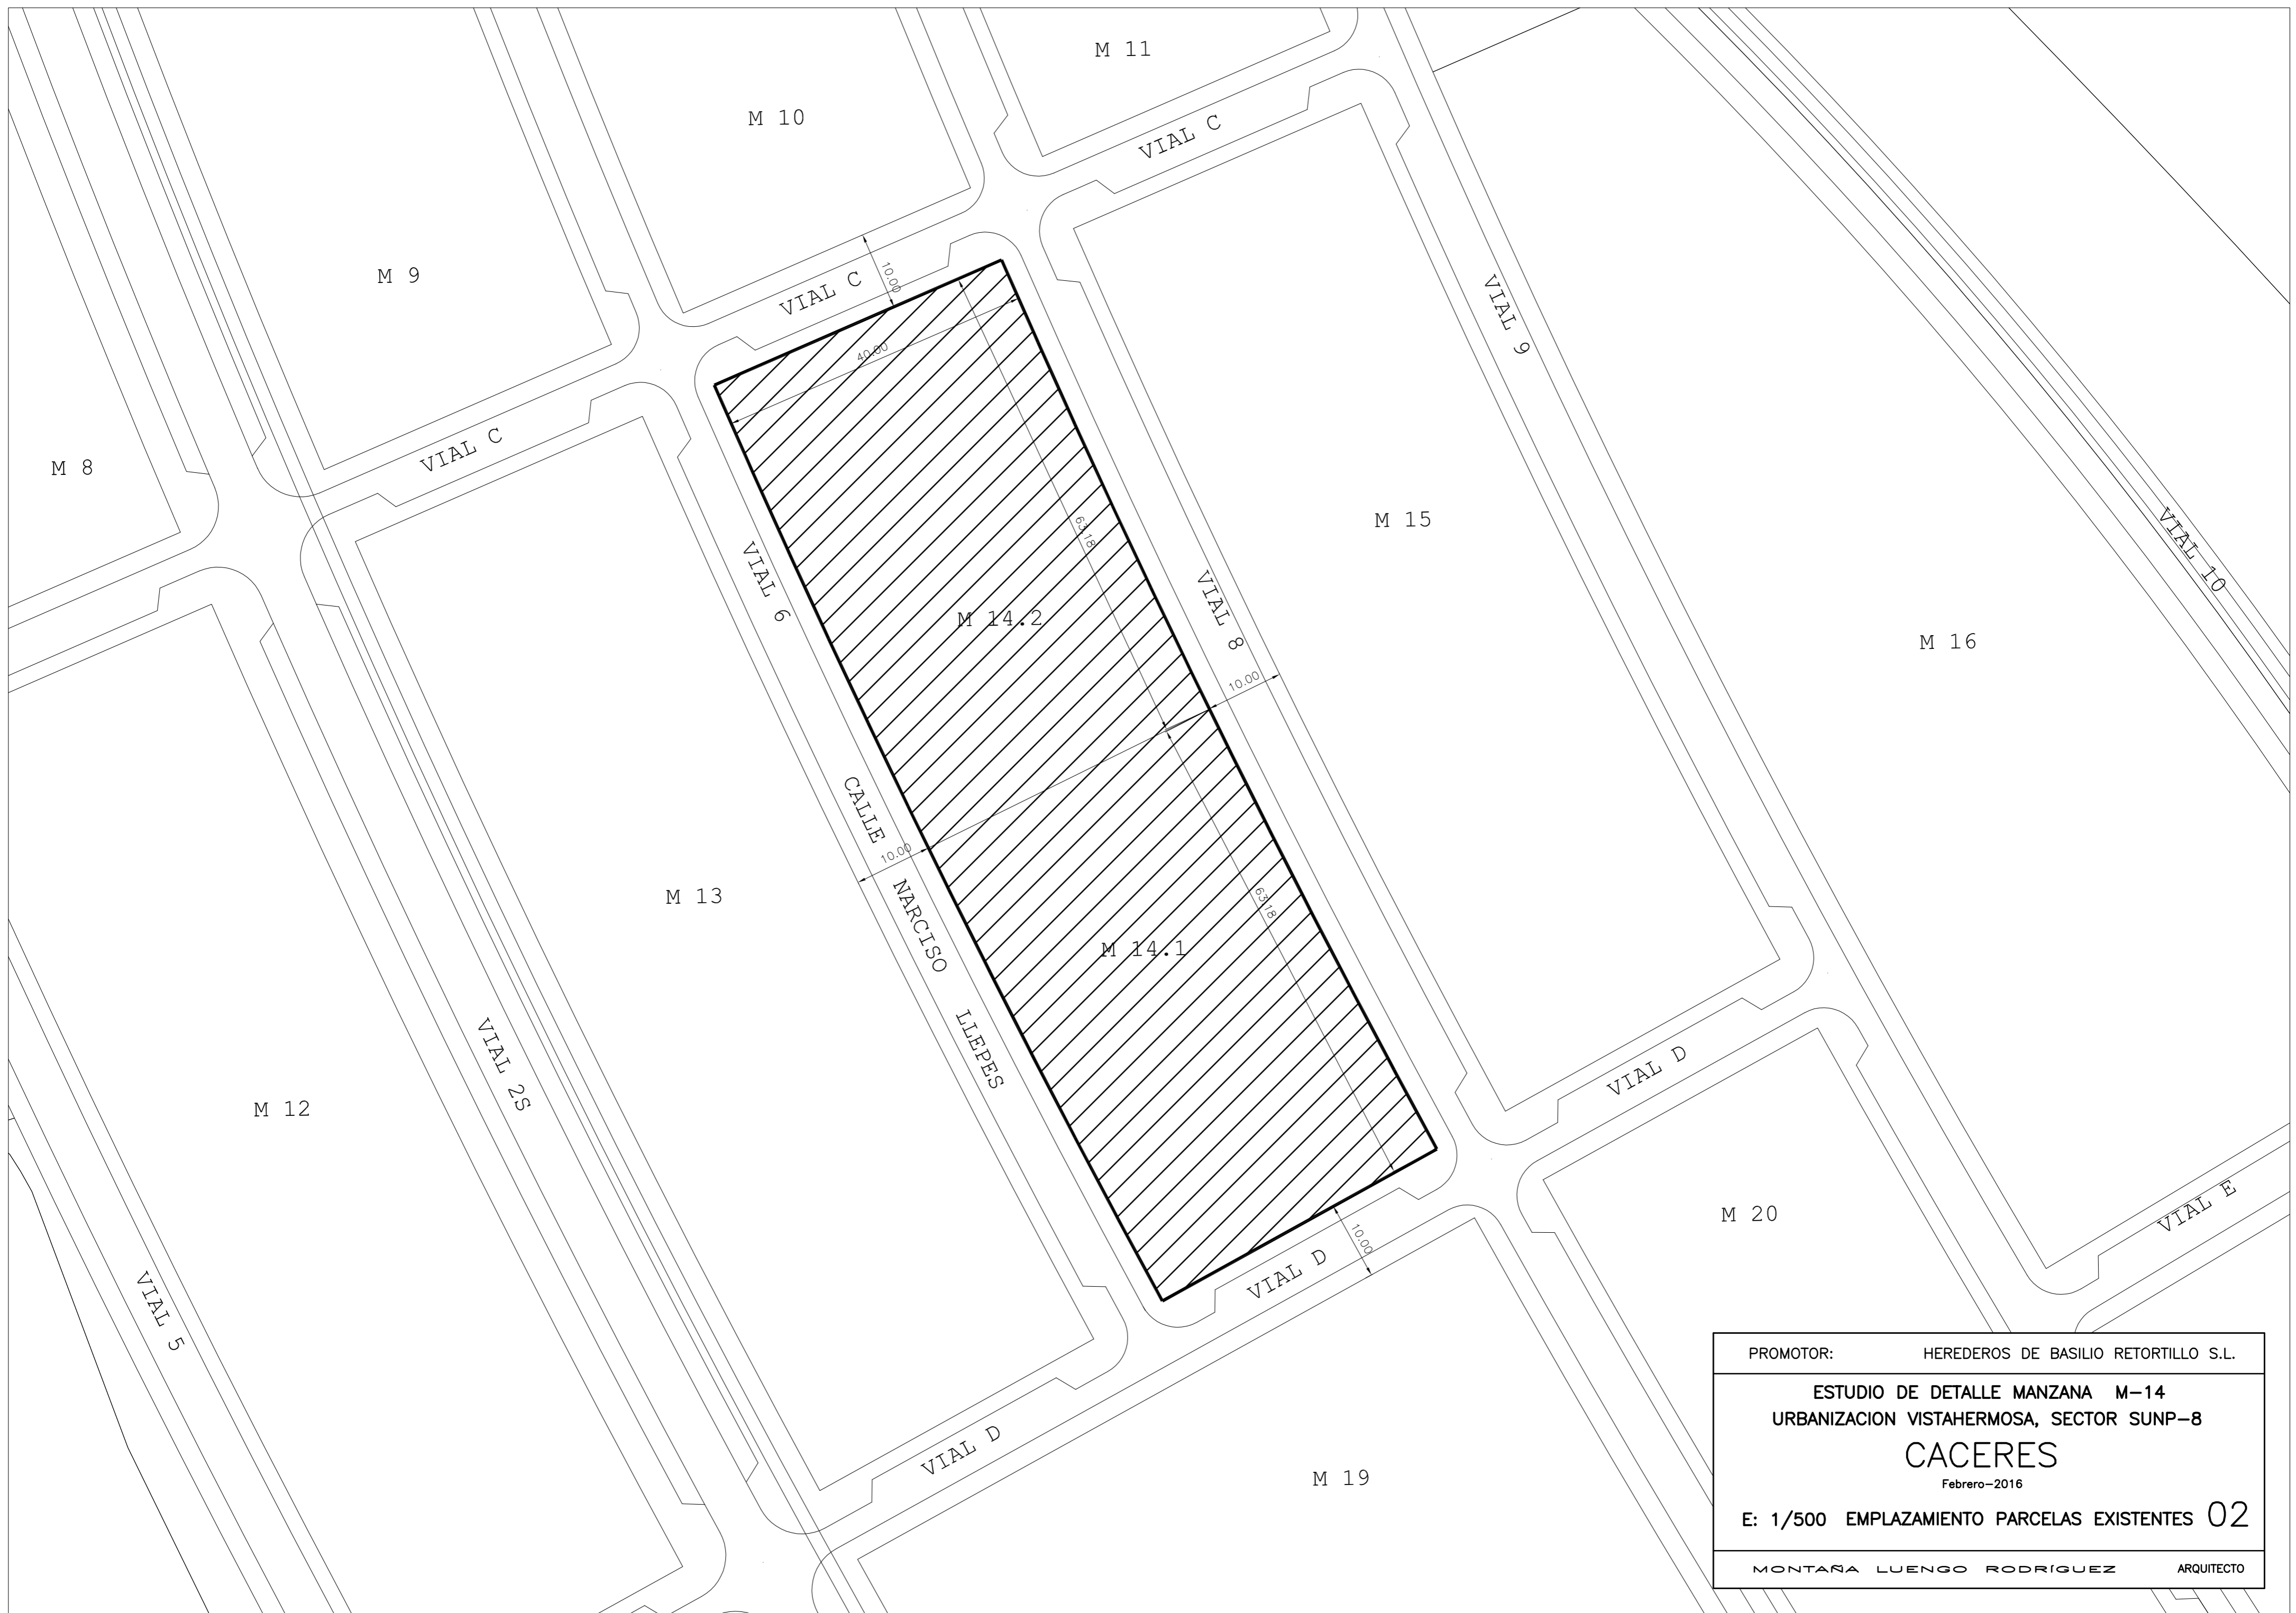 M 11
M 10
VIAL C
M 9
10.00
VIAL C
VIAL 9
40.00
VIAL C
M 8
63.18
M 15
VIAL 10
VIAL 6
M 14.2
VIAL 8
M 16
10.00
CALLE NARCISO LLEPES
10.00
M 13
63.18
M 14.1
VIAL 2S
M 12
VIAL D
M 20
VIAL E
10.00
VIAL D
VIAL 5
VIAL D
M 19
PROMOTOR: HEREDEROS DE BASILIO RETORTILLO S.L.
ESTUDIO DE DETALLE MANZANA M-14
URBANIZACION VISTAHERMOSA, SECTOR SUNP-8
CACERES
Febrero-2016
E: 1/500 EMPLAZAMIENTO PARCELAS EXISTENTES 02
MONTAÑA LUENGO RODRÍGUEZ ARQUITECTO